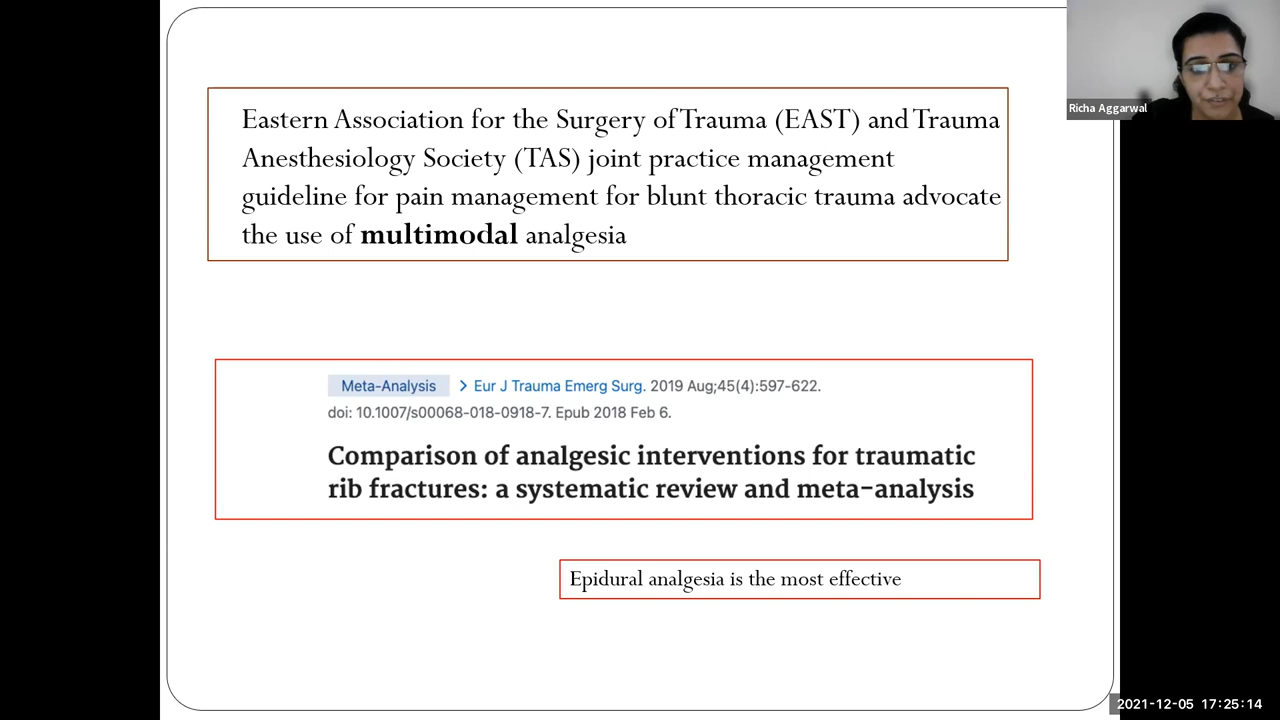 Eastern Association for the Surgery of Trauma (EAST) and Trauma
Anesthesiology Society (TAS) joint practice management
guideline for pain management for blunt thoracic trauma advocate
the use of multimodal analgesia
Richa Aggarwal
Meta-Analysis > Eur J Trauma Emerg Surg. 2019 Aug;45(4):597-622.
doi: 10.1007/s00068-018-0918-7. Epub 2018 Feb 6.
Comparison of analgesic interventions for traumatic
rib fractures: a systematic review and meta-analysis
Epidural analgesia is the most effective
2021-12-05 17:25:14